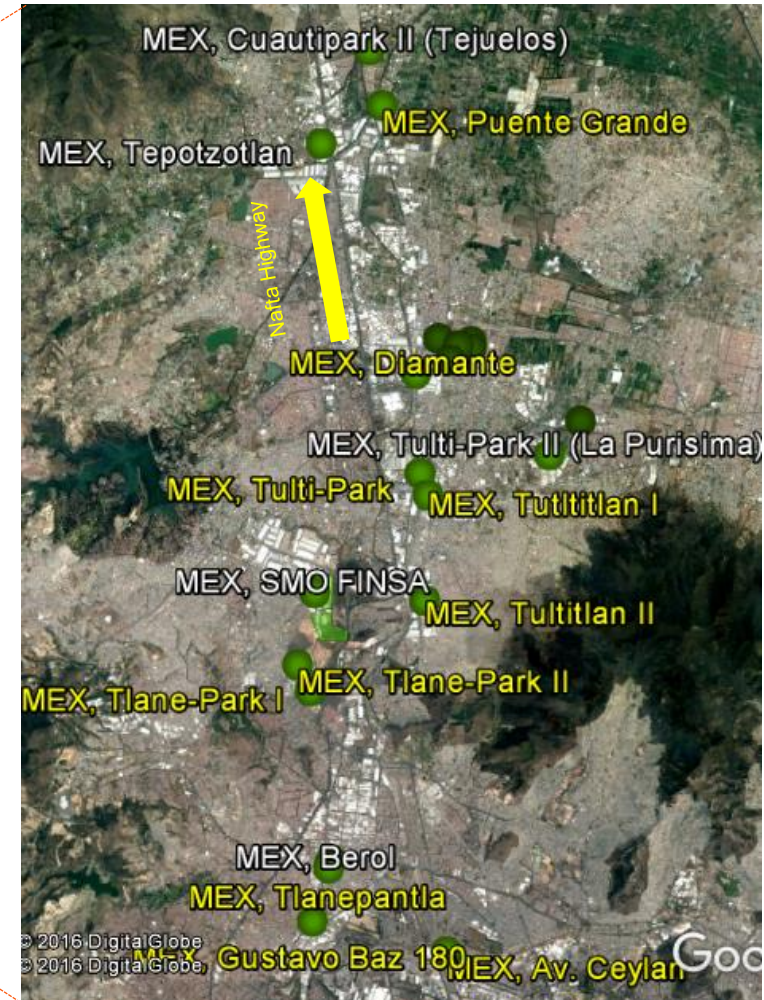 MEX, Cuautipark II (Tejuelos)
MEX, Puente Grande
MEX, Tepotzotlan
Nafta Highway
MEX, Diamante
MEX, Tulti-Park II (La Purisima)
MEX, Tulti-Park
MEX, Tutltitlan I
MEX, SMO FINSA
MEX, Tultitlan II
MEX, Tlane-Park II
MEX, Tlane-Park I
MEX, Berol
MEX, Tlanepantla
© 2016 DigitalGlobe
© 2016 DigitalGlobe
MEX, Gustavo Baz 180
MEX, Av. Ceylan
Goo